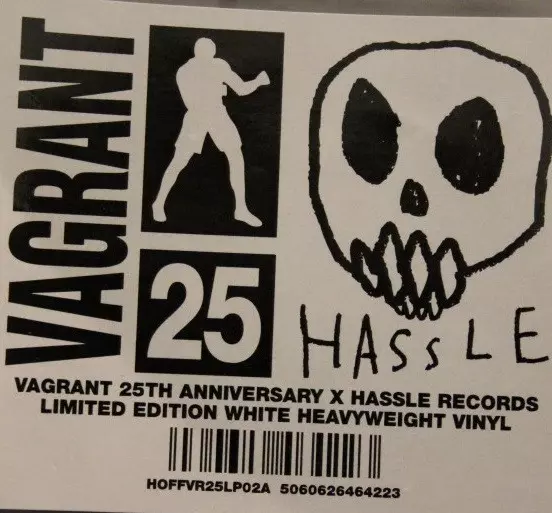 VAGRANT
25
HASSLE
VAGRANT 25TH ANNIVERSARY X HASSLE RECORDS
LIMITED EDITION WHITE HEAVYWEIGHT VINYL
HOFFVR25LP02A 5060626464223